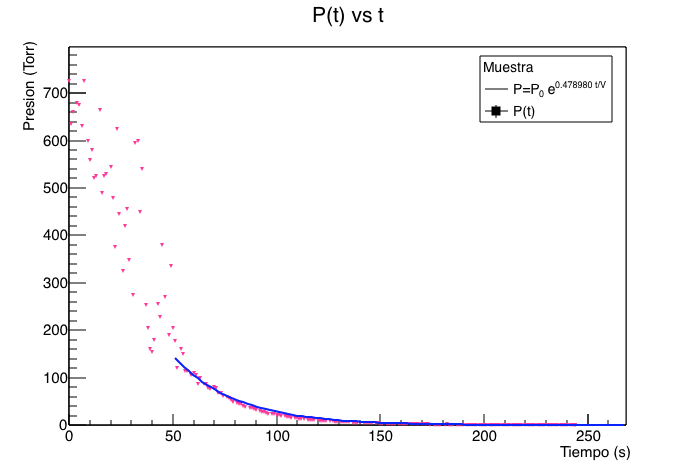 P(t) vs t
Presion (Torr)
700
600
500
400
300
200
100
0
Muestra
P=P₀ e^0.478980 t/V
P(t)
0 50 100 150 200 250
Tiempo (s)